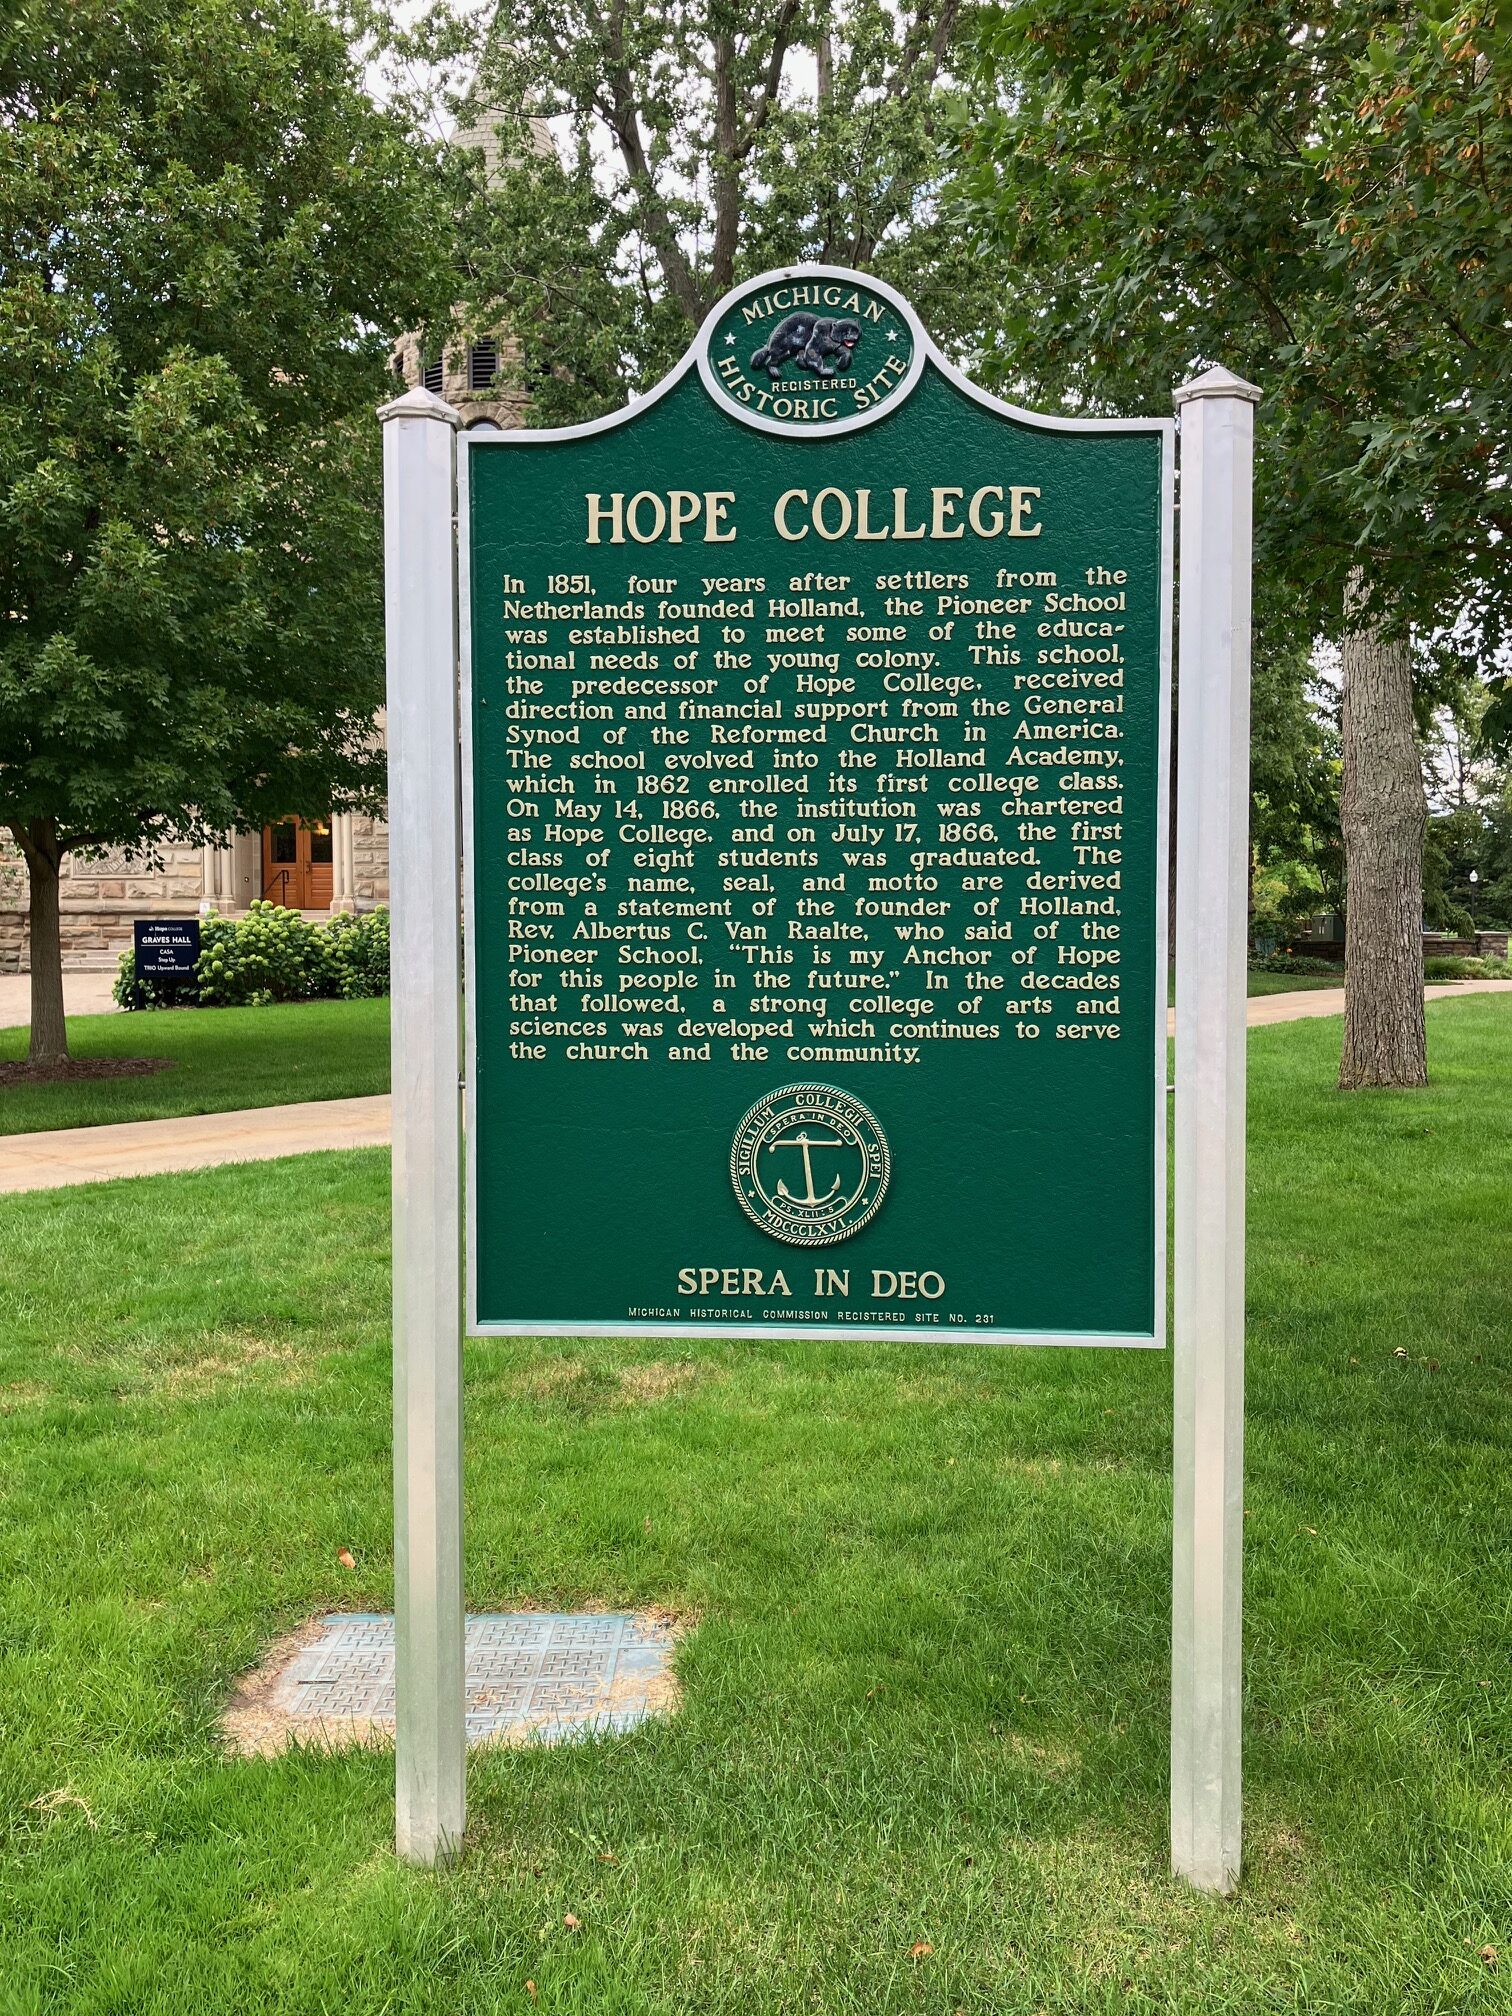 MICHIGAN
REGISTERED
HISTORIC SITE
HOPE COLLEGE
In 1851, four years after settlers from the
Netherlands founded Holland, the Pioneer School
was established to meet some of the educa-
tional needs of the young colony. This school,
the predecessor of Hope College, received
direction and financial support from the General
Synod of the Reformed Church in America.
The school evolved into the Holland Academy,
which in 1862 enrolled its first college class.
On May 14, 1866, the institution was chartered
as Hope College, and on July 17, 1866, the first
class of eight students was graduated. The
college's name, seal, and motto are derived
from a statement of the founder of Holland,
Rev. Albertus C. Van Raalte, who said of the
Pioneer School, "This is my Anchor of Hope
for this people in the future." In the decades
that followed, a strong college of arts and
sciences was developed which continues to serve
the church and the community.
SIGILLUM COLLEGII SPEI
SPERA IN DEO
PS. XLII: 5
MDCCCLXVI.
SPERA IN DEO
MICHIGAN HISTORICAL COMMISSION REGISTERED SITE NO. 231
Hope COLLEGE
GRAVES HALL
CASA
Step Up
TRIO Upward Bound